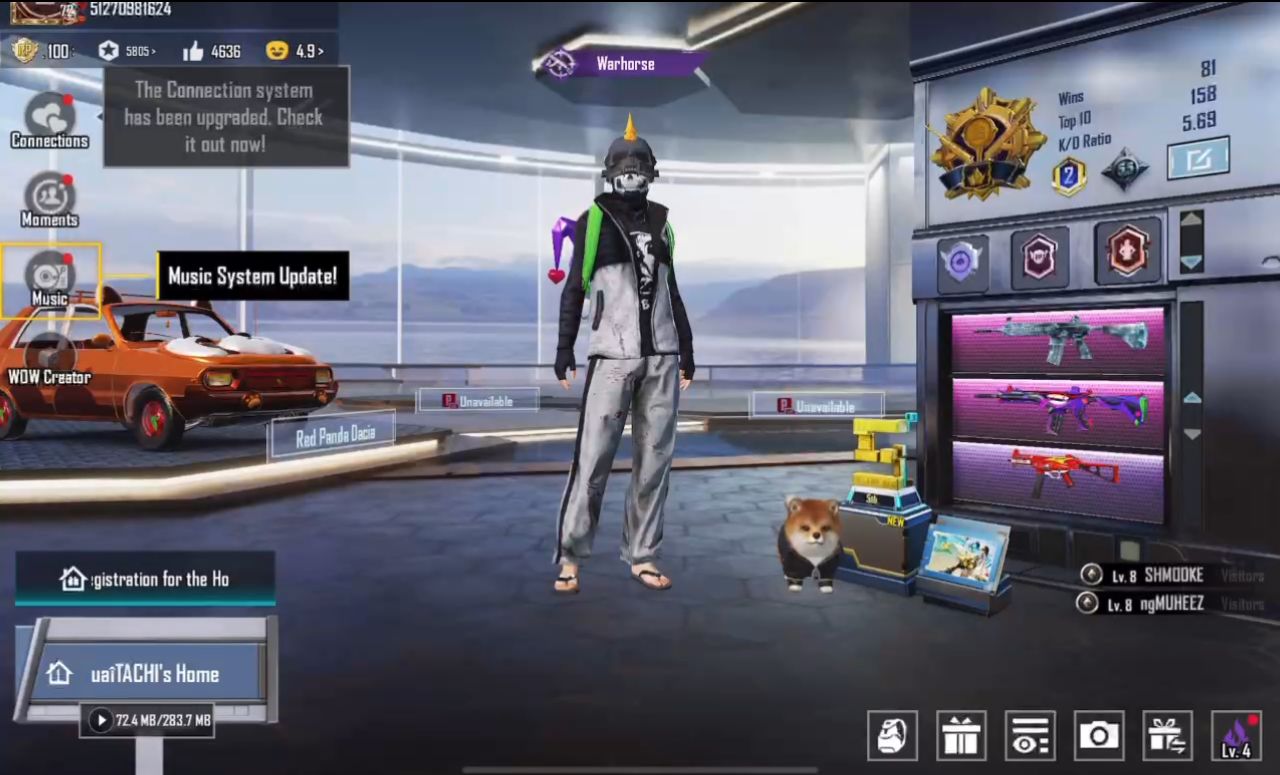 51270981624
100
5805>
4636
4.9>
Connections
The Connection system
has been upgraded. Check
it out now!
Moments
Music
Music System Update!
WOW Creator
Warhorse
Wins 81
Top 10 158
K/D Ratio 5.69
2
Red Panda Dacia
Unavailable
Unavailable
NEW
Lv. 8 SHMOOKE Visitors
Lv. 8 ngMUHEEZ Visitors
gistration for the Ho
uaîTACHI's Home
72.4 MB/283.7 MB
Lv. 4